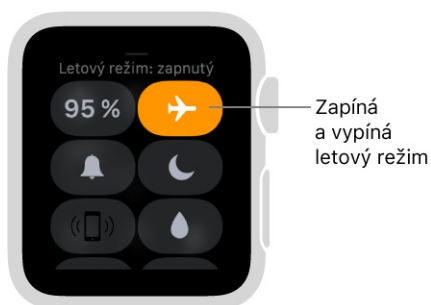 Letový režim: zapnutý
95 %
Zapíná
a vypíná
letový režim